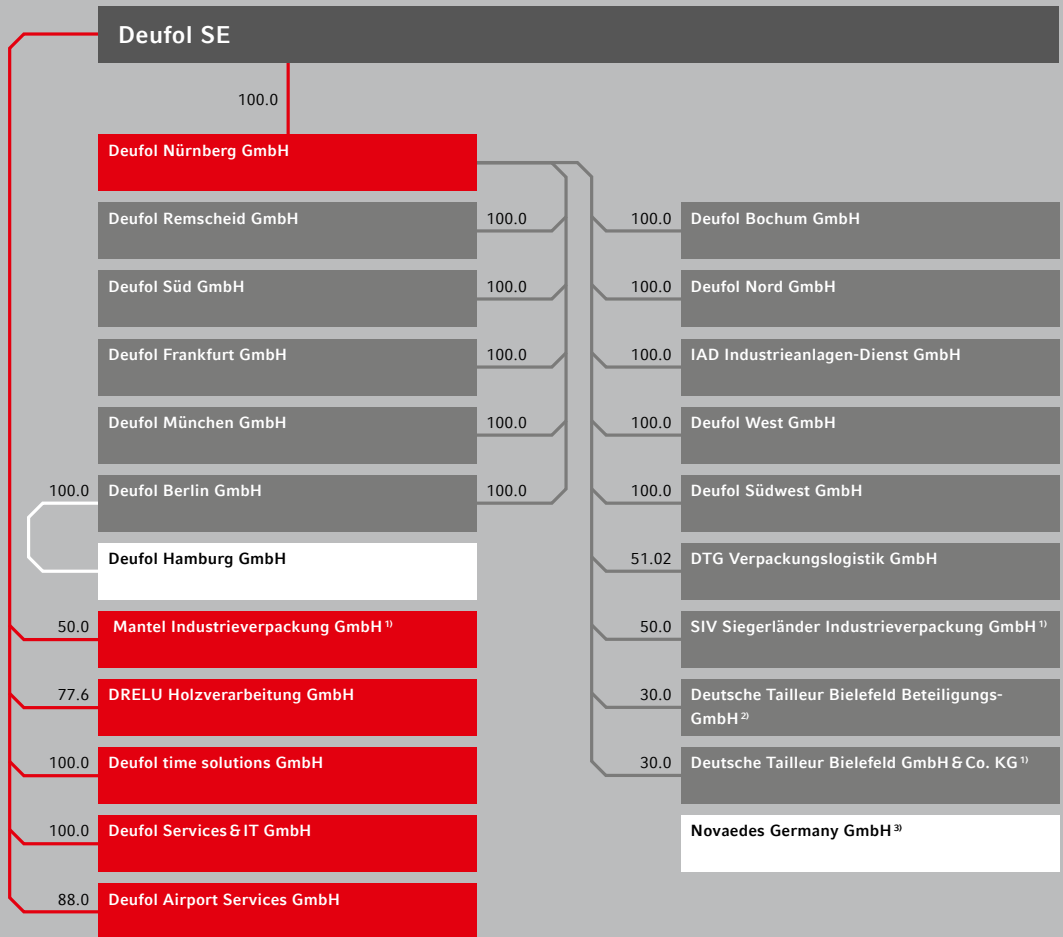 Deufol SE
100.0
Deufol Nürnberg GmbH
Deufol Remscheid GmbH
100.0
100.0
Deufol Bochum GmbH
Deufol Süd GmbH
100.0
100.0
Deufol Nord GmbH
Deufol Frankfurt GmbH
100.0
100.0
IAD Industrieanlagen-Dienst GmbH
Deufol München GmbH
100.0
100.0
Deufol West GmbH
100.0
Deufol Berlin GmbH
100.0
100.0
Deufol Südwest GmbH
Deufol Hamburg GmbH
51.02
DTG Verpackungslogistik GmbH
50.0
Mantel Industrieverpackung GmbH 1)
50.0
SIV Siegerländer Industrieverpackung GmbH 1)
77.6
DRELU Holzverarbeitung GmbH
30.0
Deutsche Tailleur Bielefeld Beteiligungs-
GmbH 2)
100.0
Deufol time solutions GmbH
30.0
Deutsche Tailleur Bielefeld GmbH & Co. KG 1)
100.0
Deufol Services & IT GmbH
Novaedes Germany GmbH 3)
88.0
Deufol Airport Services GmbH